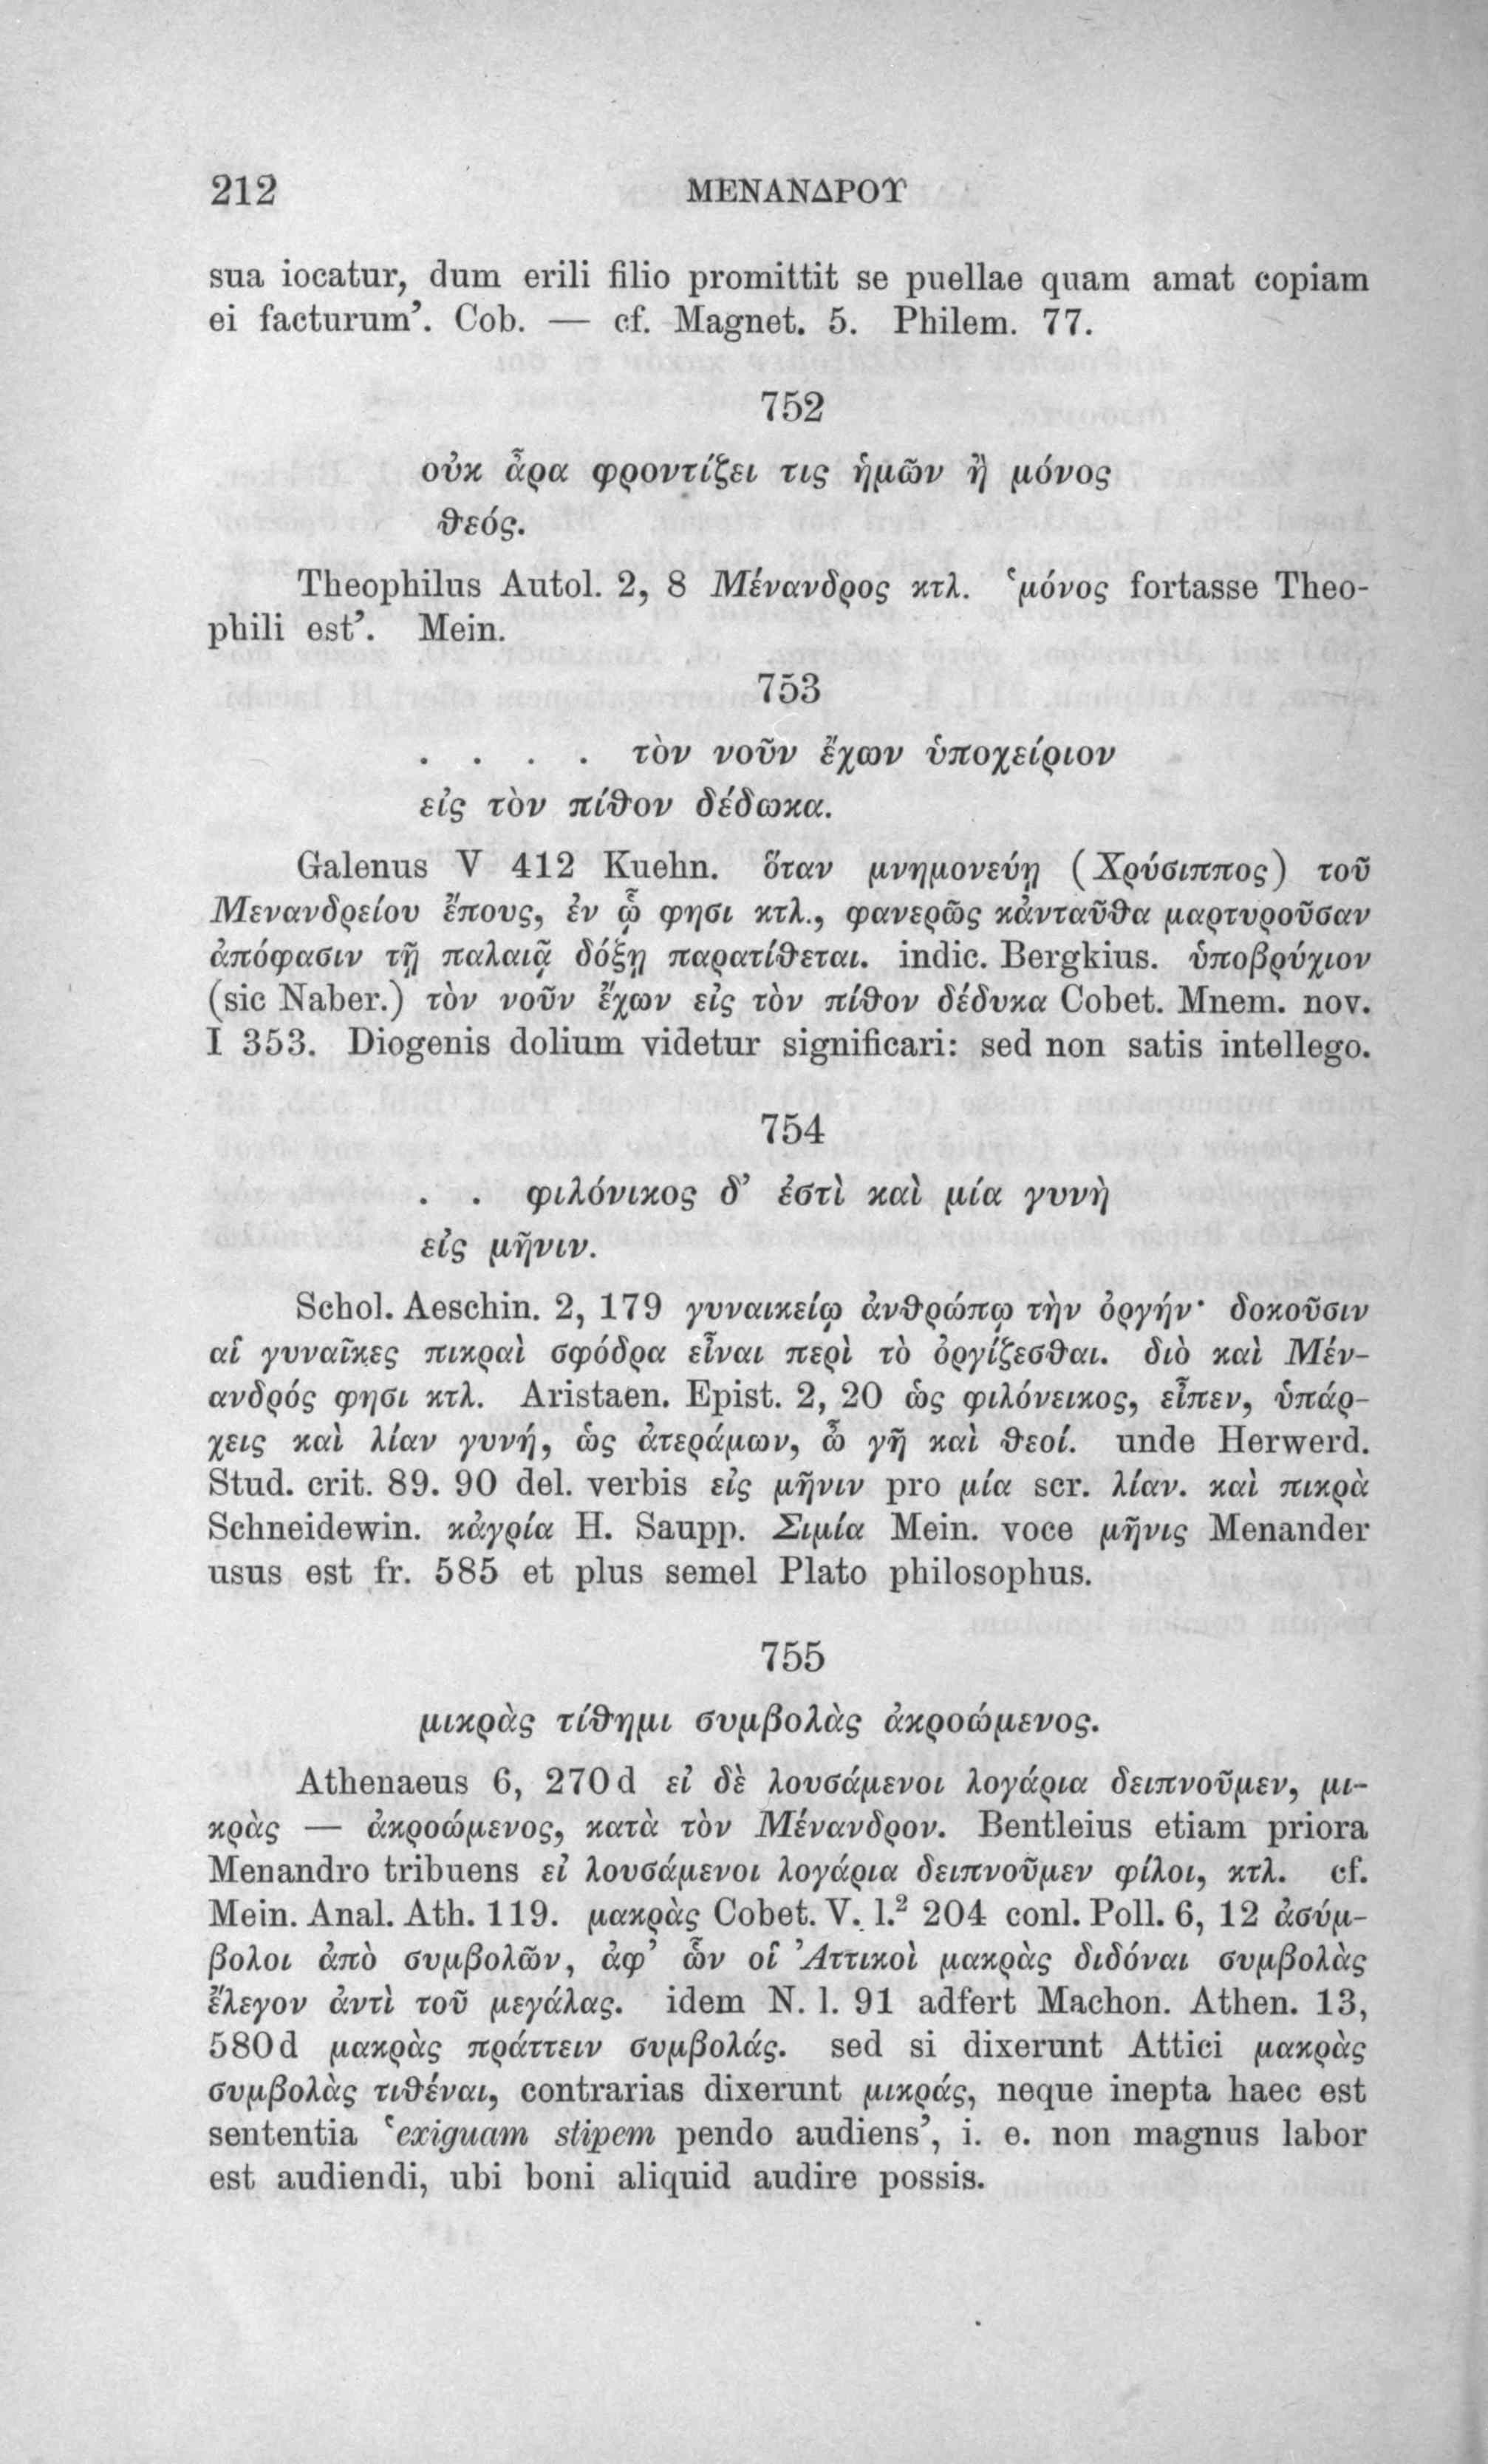 212 ΜΕΝΑΝΔΡΟΥ
sua iocatur, dum erili filio promittit se puellae quam amat copiam
ei facturum’. Cob. — cf. Magnet. 5. Philem. 77.
752
οὐκ ἆρα φροντίζει τις ἡμῶν ἢ μόνος
θεός.
Theophilus Autol. 2, 8 Μένανδρος κτλ. ‘μόνος fortasse Theo-
phili est’. Mein.
753
. . . . τὸν νοῦν ἔχων ὑποχείριον
εἰς τὸν πίθον δέδωκα.
Galenus V 412 Kuehn. ὅταν μνημονεύῃ (Χρύσιππος) τοῦ
Μενανδρείου ἔπους, ἐν ᾧ φησι κτλ., φανερῶς κἀνταῦθα μαρτυροῦσαν
ἀπόφασιν τῇ παλαιᾷ δόξῃ παρατίθεται. indic. Bergkius. ὑποβρύχιον
(sic Naber.) τὸν νοῦν ἔχων εἰς τὸν πίθον δέδυκα Cobet. Mnem. nov.
I 353. Diogenis dolium videtur significari: sed non satis intellego.
754
. . φιλόνικος δ’ ἐστὶ καὶ μία γυνὴ
εἰς μῆνιν.
Schol. Aeschin. 2, 179 γυναικείῳ ἀνθρώπῳ τὴν ὀργήν· δοκοῦσιν
αἱ γυναῖκες πικραὶ σφόδρα εἶναι περὶ τὸ ὀργίζεσθαι. διὸ καὶ Μέν-
ανδρός φησι κτλ. Aristaen. Epist. 2, 20 ὡς φιλόνεικος, εἶπεν, ὑπάρ-
χεις καὶ λίαν γυνή, ὡς ἀτεράμων, ὦ γῆ καὶ θεοί. unde Herwerd.
Stud. crit. 89. 90 del. verbis εἰς μῆνιν pro μία scr. λίαν. καὶ πικρὰ
Schneidewin. κἀγρία H. Saupp. Σιμία Mein. voce μῆνις Menander
usus est fr. 585 et plus semel Plato philosophus.
755
μικρὰς τίθημι συμβολὰς ἀκροώμενος.
Athenaeus 6, 270d εἰ δὲ λουσάμενοι λογάρια δειπνοῦμεν, μι-
κρὰς — ἀκροώμενος, κατὰ τὸν Μένανδρον. Bentleius etiam priora
Menandro tribuens εἰ λουσάμενοι λογάρια δειπνοῦμεν φίλοι, κτλ. cf.
Mein. Anal. Ath. 119. μακρὰς Cobet. V. l.² 204 conl. Poll. 6, 12 ἀσύμ-
βολοι ἀπὸ συμβολῶν, ἀφ’ ὧν οἱ Ἀττικοὶ μακρὰς διδόναι συμβολὰς
ἔλεγον ἀντὶ τοῦ μεγάλας. idem N. l. 91 adfert Machon. Athen. 13,
580d μακρὰς πράττειν συμβολάς. sed si dixerunt Attici μακρὰς
συμβολὰς τιθέναι, contrarias dixerunt μικράς, neque inepta haec est
sententia ‘exiguam stipem pendo audiens’, i. e. non magnus labor
est audiendi, ubi boni aliquid audire possis.